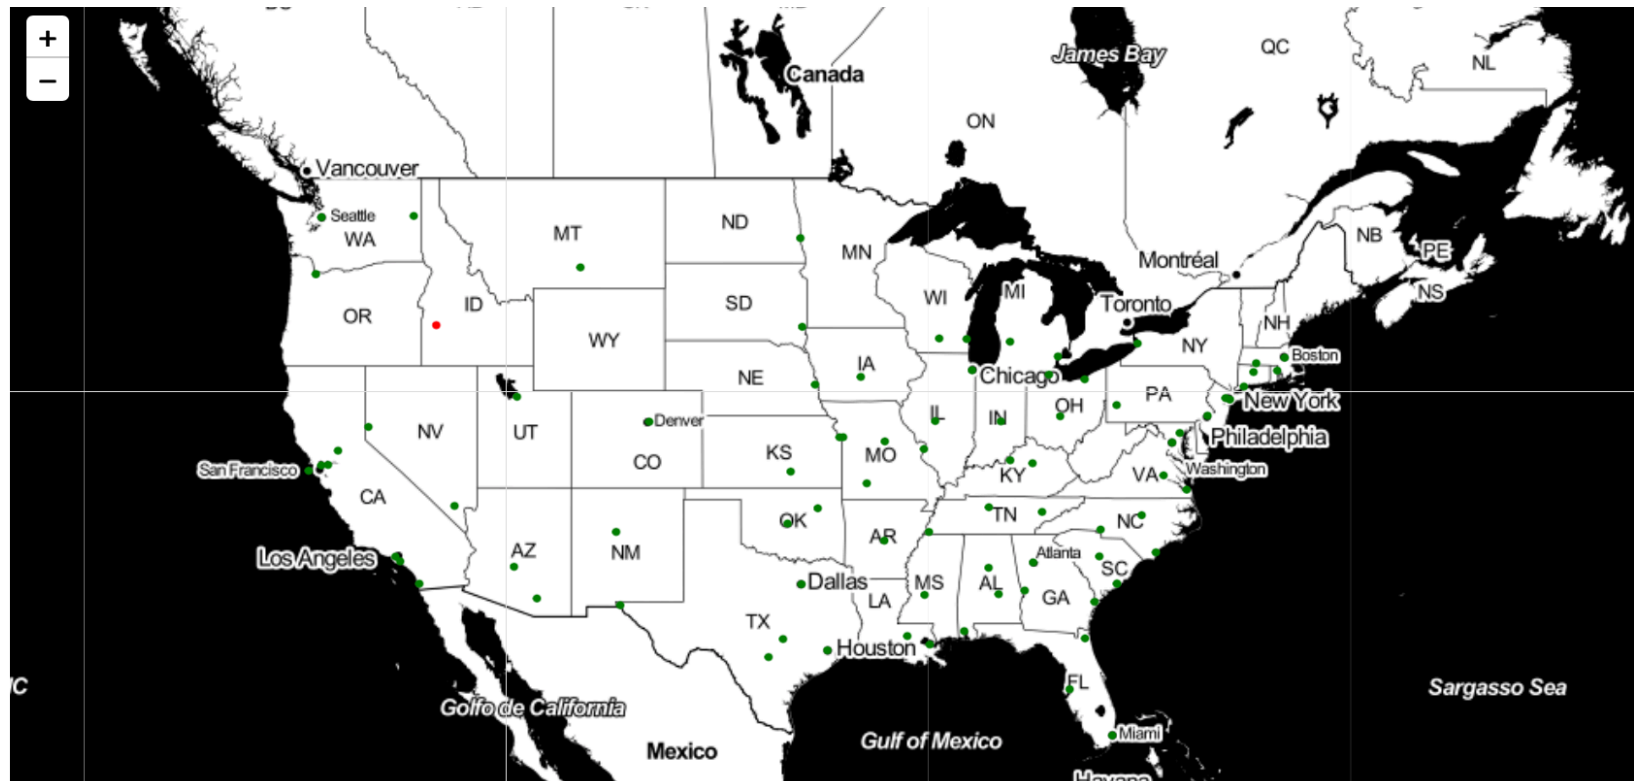 +
−
Canada
James Bay
QC
NL
ON
Vancouver
Seattle
WA
MT
ND
MN
NB
PE
NS
Montréal
OR
ID
SD
WI
MI
Toronto
NH
WY
NY
Boston
NE
IA
Chicago
PA
New York
NV
UT
Denver
CO
IL
IN
OH
Philadelphia
San Francisco
KS
MO
KY
VA
Washington
CA
OK
TN
NC
Los Angeles
AZ
NM
AR
Atlanta
SC
Dallas
MS
AL
GA
LA
TX
Houston
FL
Golfo de California
Sargasso Sea
Mexico
Gulf of Mexico
Miami
Havana